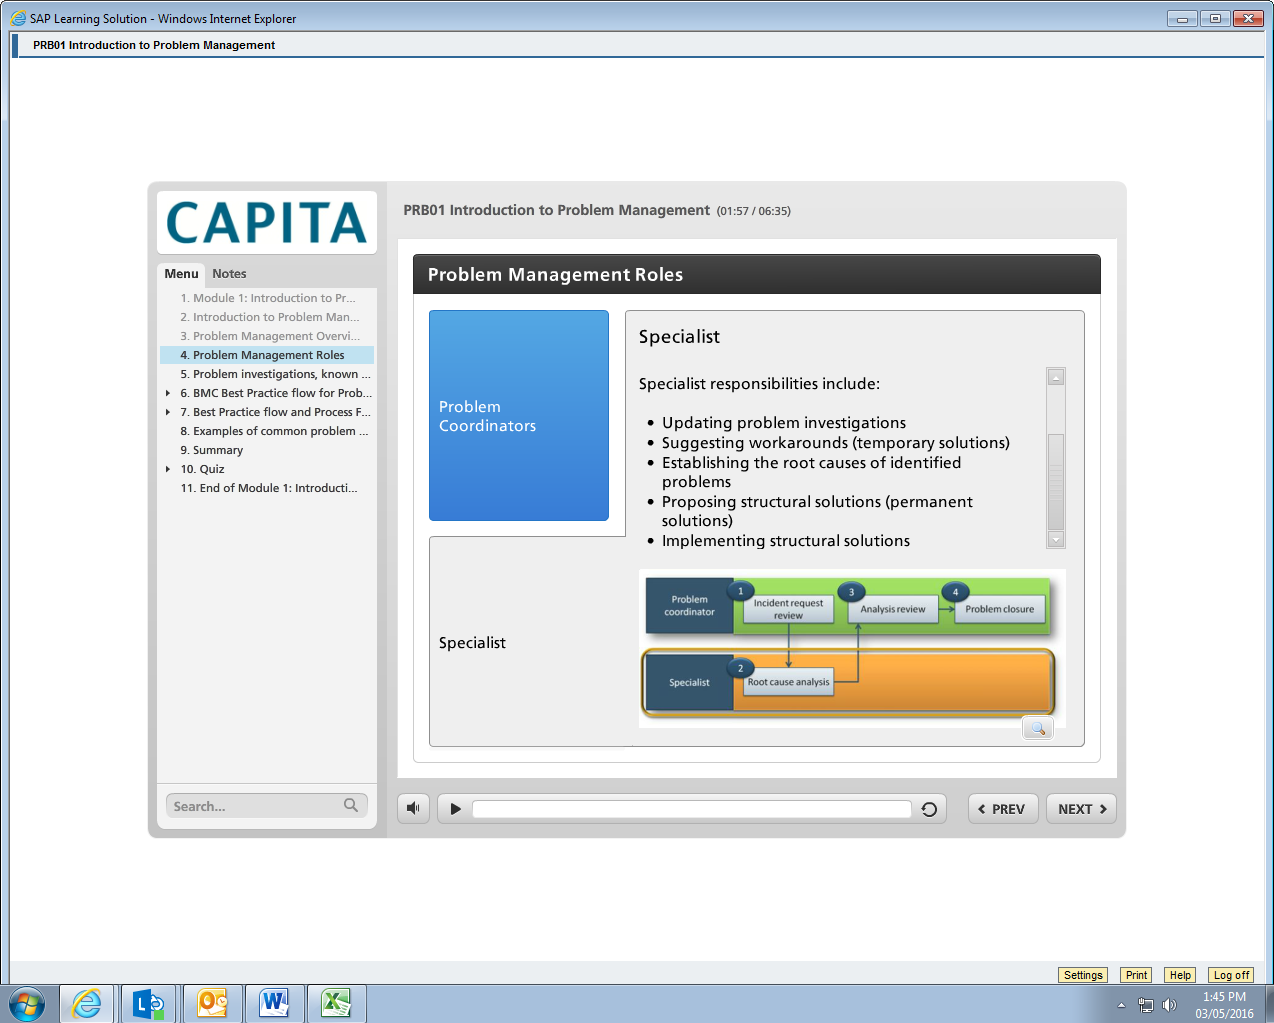 SAP Learning Solution - Windows Internet Explorer
PRB01 Introduction to Problem Management
CAPITA
PRB01 Introduction to Problem Management (01:57 / 06:35)
Menu Notes
1. Module 1: Introduction to Pr...
2. Introduction to Problem Man...
3. Problem Management Overvi...
4. Problem Management Roles
5. Problem investigations, known ...
6. BMC Best Practice flow for Prob...
7. Best Practice flow and Process F...
8. Examples of common problem ...
9. Summary
10. Quiz
11. End of Module 1: Introducti...
Search...
Problem Management Roles
Problem
Coordinators
Specialist
Specialist
Specialist responsibilities include:
• Updating problem investigations
• Suggesting workarounds (temporary solutions)
• Establishing the root causes of identified
problems
• Proposing structural solutions (permanent
solutions)
• Implementing structural solutions
Problem
coordinator
1
Incident request
review
3
Analysis review
4
Problem closure
Specialist
2
Root cause analysis
PREV
NEXT
Settings
Print
Help
Log off
1:45 PM
03/05/2016